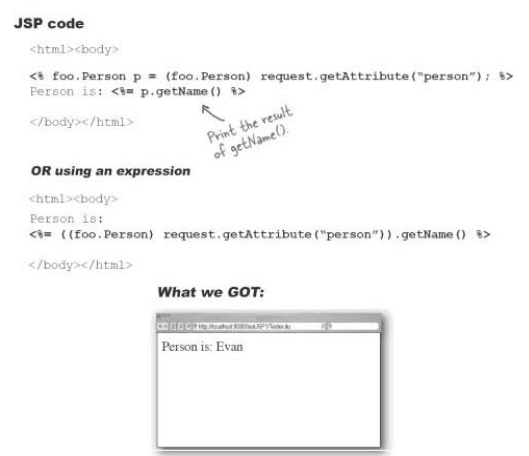 JSP code
<html><body>
<% foo.Person p = (foo.Person) request.getAttribute("person"); %>
Person is: <%= p.getName() %>
</body></html>
Print the result
of getName().
OR using an expression
<html><body>
Person is:
<%= ((foo.Person) request.getAttribute("person")).getName() %>
</body></html>
What we GOT:
Person is: Evan